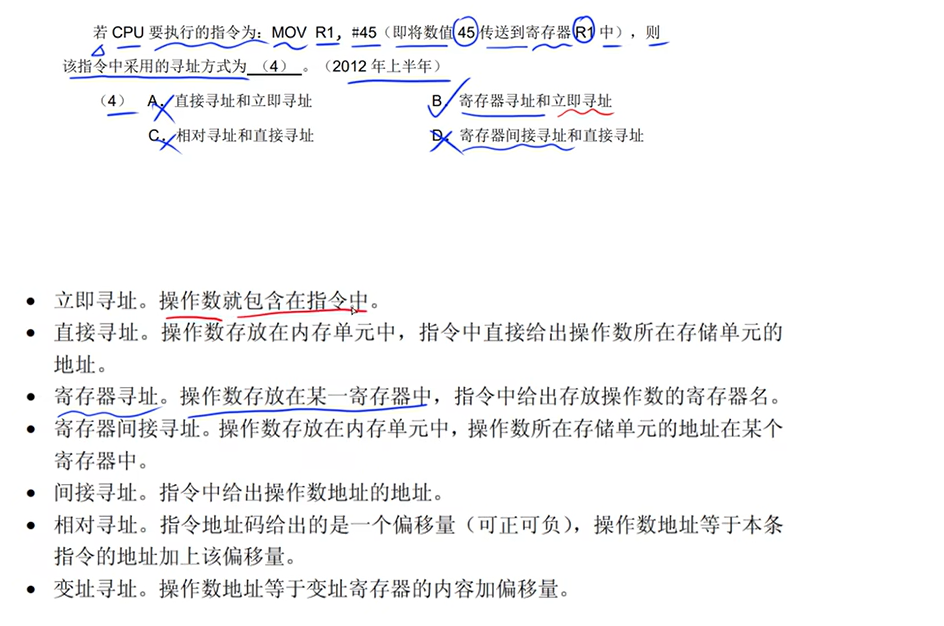 若 CPU 要执行的指令为：MOV R1，#45（即将数值 45 传送到寄存器 R1 中），则
该指令中采用的寻址方式为 （4） 。（2012 年上半年）
（4） A．直接寻址和立即寻址 B．寄存器寻址和立即寻址
C．相对寻址和直接寻址 D．寄存器间接寻址和直接寻址
• 立即寻址。操作数就包含在指令中。
• 直接寻址。操作数存放在内存单元中，指令中直接给出操作数所在存储单元的
地址。
• 寄存器寻址。操作数存放在某一寄存器中，指令中给出存放操作数的寄存器名。
• 寄存器间接寻址。操作数存放在内存单元中，操作数所在存储单元的地址在某个
寄存器中。
• 间接寻址。指令中给出操作数地址的地址。
• 相对寻址。指令地址码给出的是一个偏移量（可正可负），操作数地址等于本条
指令的地址加上该偏移量。
• 变址寻址。操作数地址等于变址寄存器的内容加偏移量。